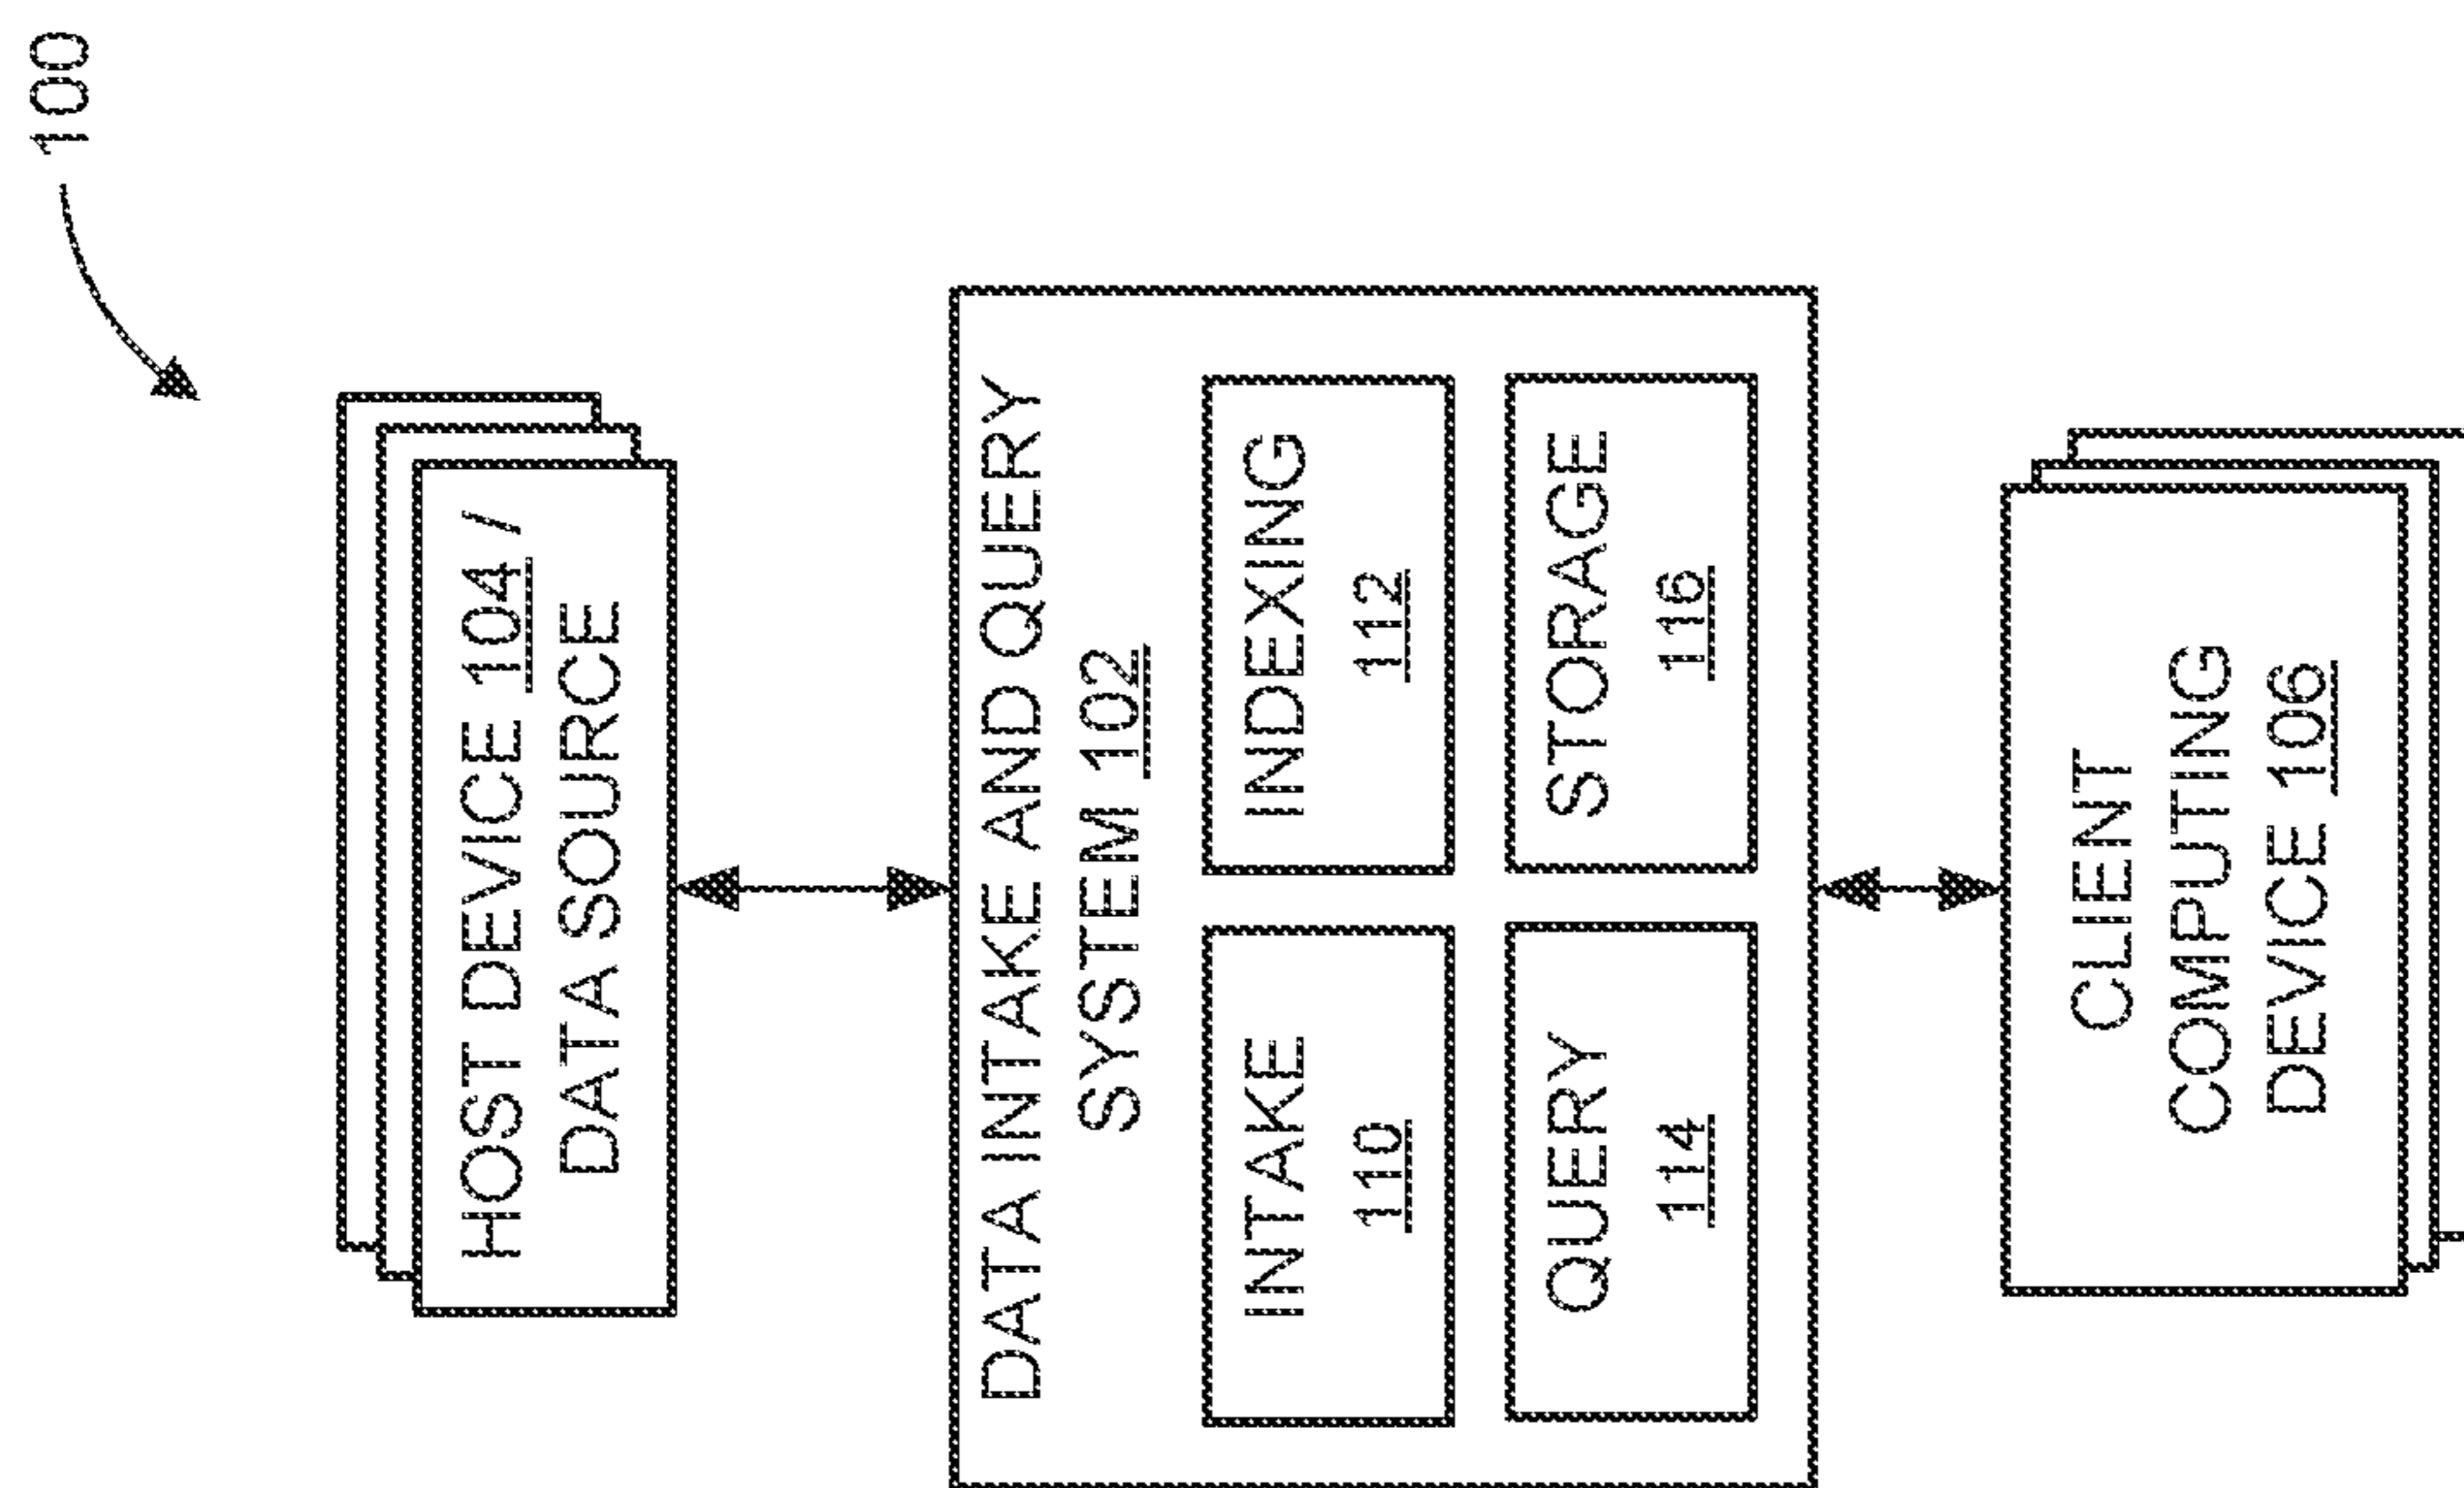 100
HOST DEVICE 104 /
DATA SOURCE
DATA INTAKE AND QUERY
SYSTEM 102
INTAKE
110
INDEXING
112
QUERY
114
STORAGE
116
CLIENT
COMPUTING
DEVICE 106